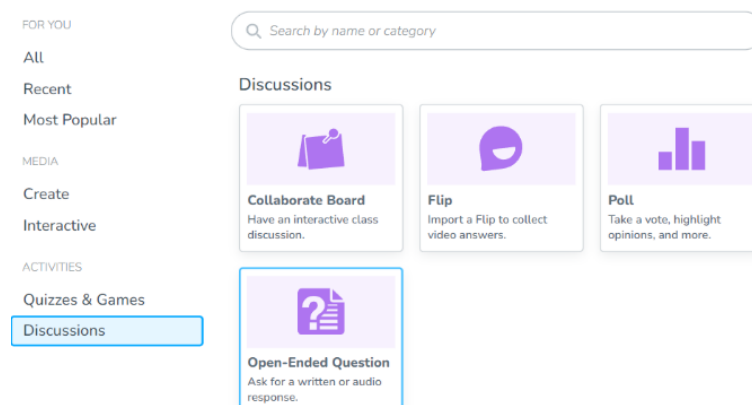 FOR YOU
All
Recent
Most Popular
MEDIA
Create
Interactive
ACTIVITIES
Quizzes & Games
Discussions
Search by name or category
Discussions
Collaborate Board
Have an interactive class
discussion.
Flip
Import a Flip to collect
video answers.
Poll
Take a vote, highlight
opinions, and more.
Open-Ended Question
Ask for a written or audio
response.